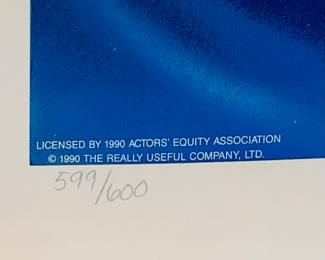 LICENSED BY 1990 ACTORS' EQUITY ASSOCIATION
© 1990 THE REALLY USEFUL COMPANY, LTD.
599/600